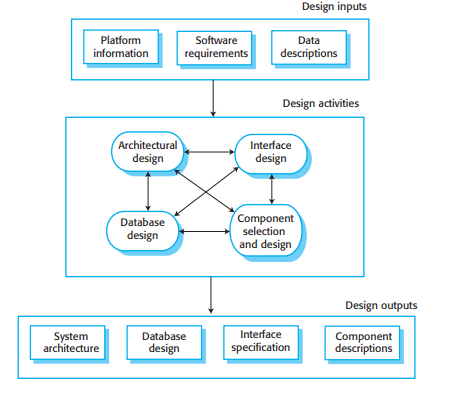 Design inputs
Platform
information
Software
requirements
Data
descriptions
Design activities
Architectural
design
Interface
design
Database
design
Component
selection
and design
Design outputs
System
architecture
Database
design
Interface
specification
Component
descriptions